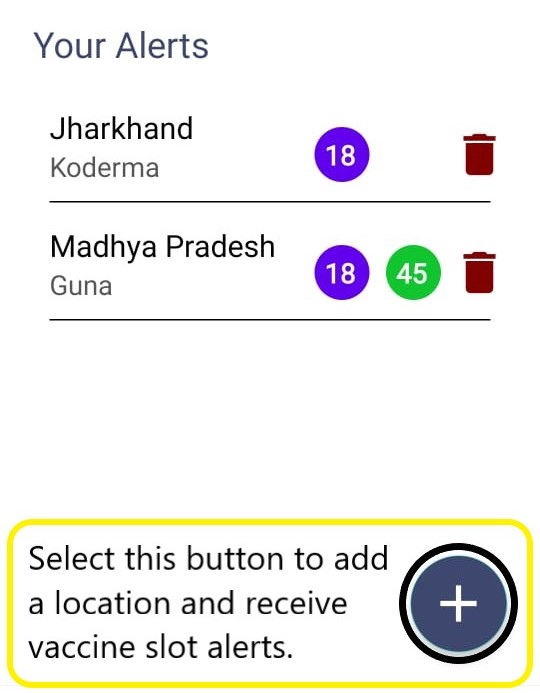 Your Alerts
Jharkhand
Koderma
18
Madhya Pradesh
Guna
18 45
Select this button to add
a location and receive
vaccine slot alerts.